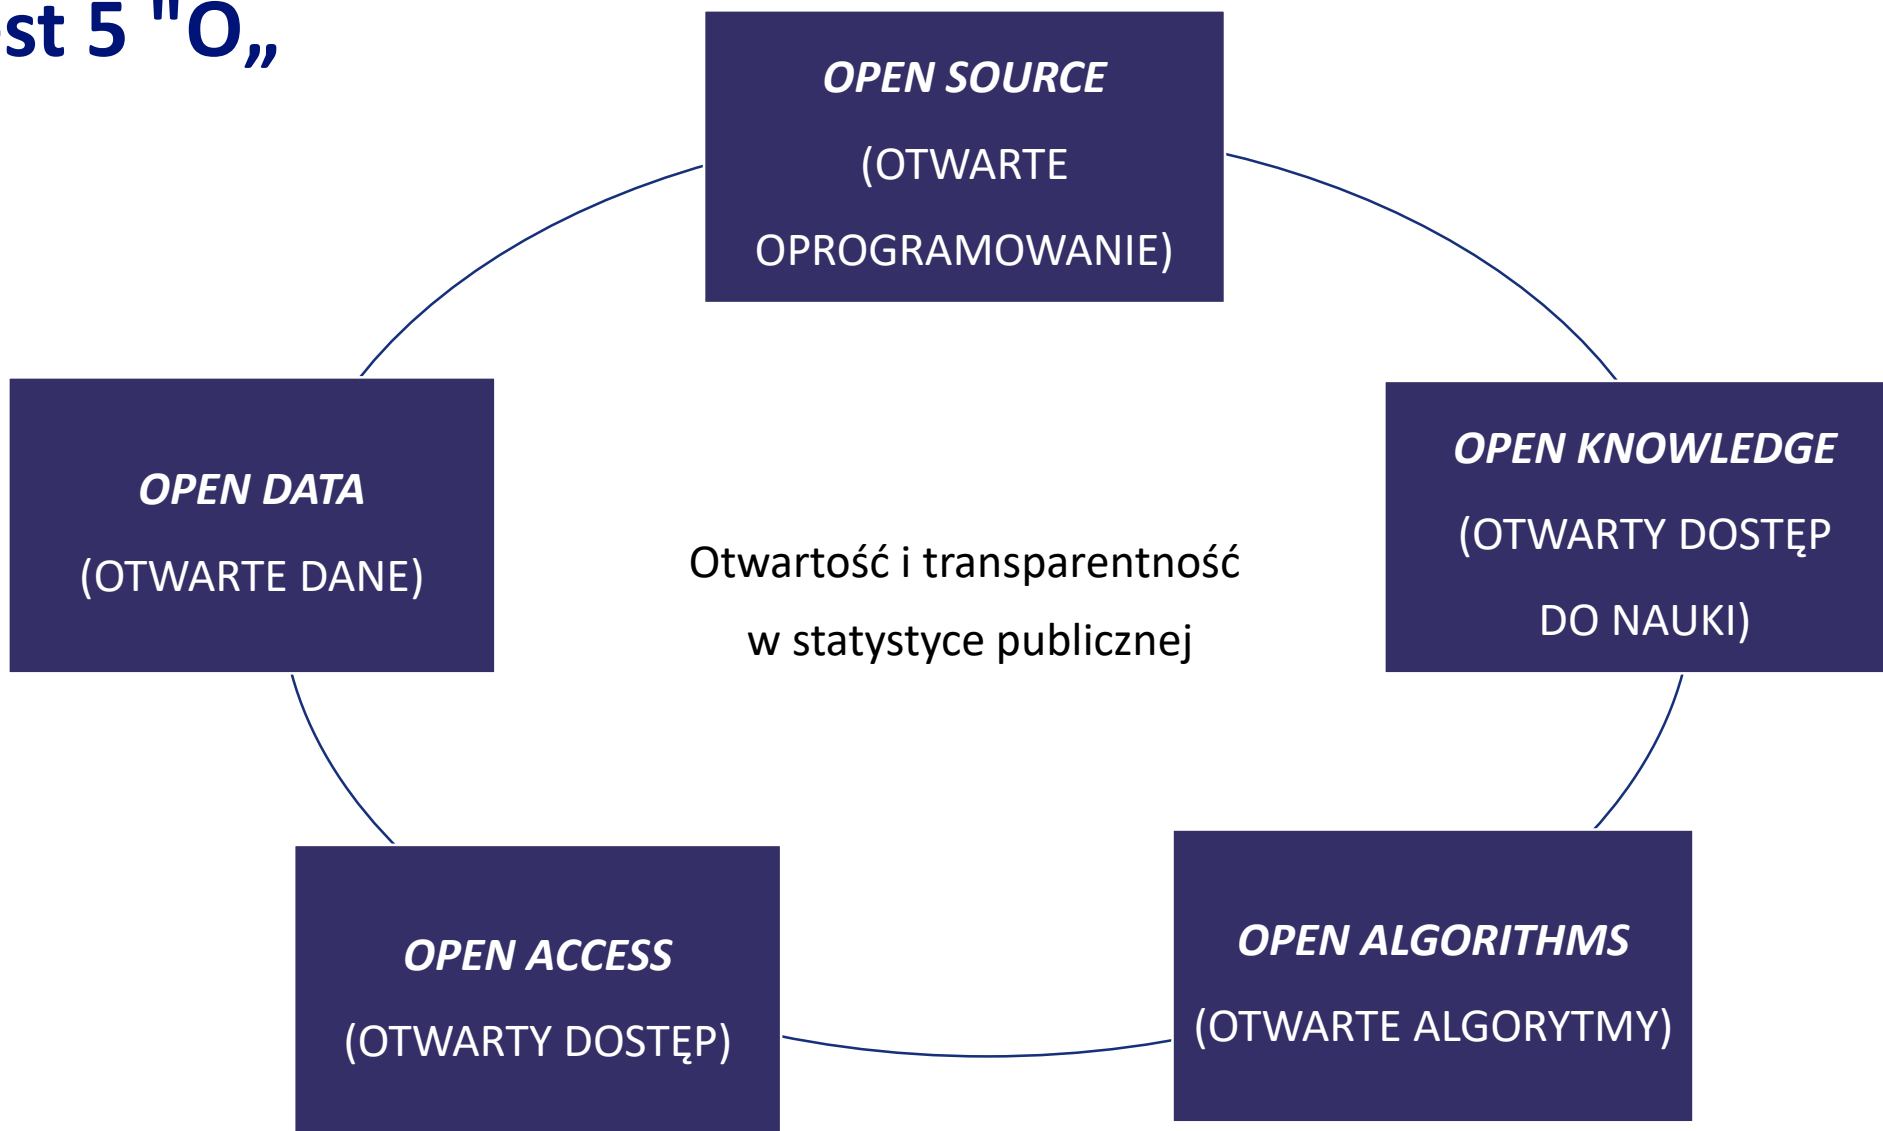 st 5 "O„
OPEN SOURCE
(OTWARTE
OPROGRAMOWANIE)
OPEN KNOWLEDGE
(OTWARTY DOSTĘP
DO NAUKI)
OPEN DATA
(OTWARTE DANE)
Otwartość i transparentność
w statystyce publicznej
OPEN ALGORITHMS
(OTWARTE ALGORYTMY)
OPEN ACCESS
(OTWARTY DOSTĘP)